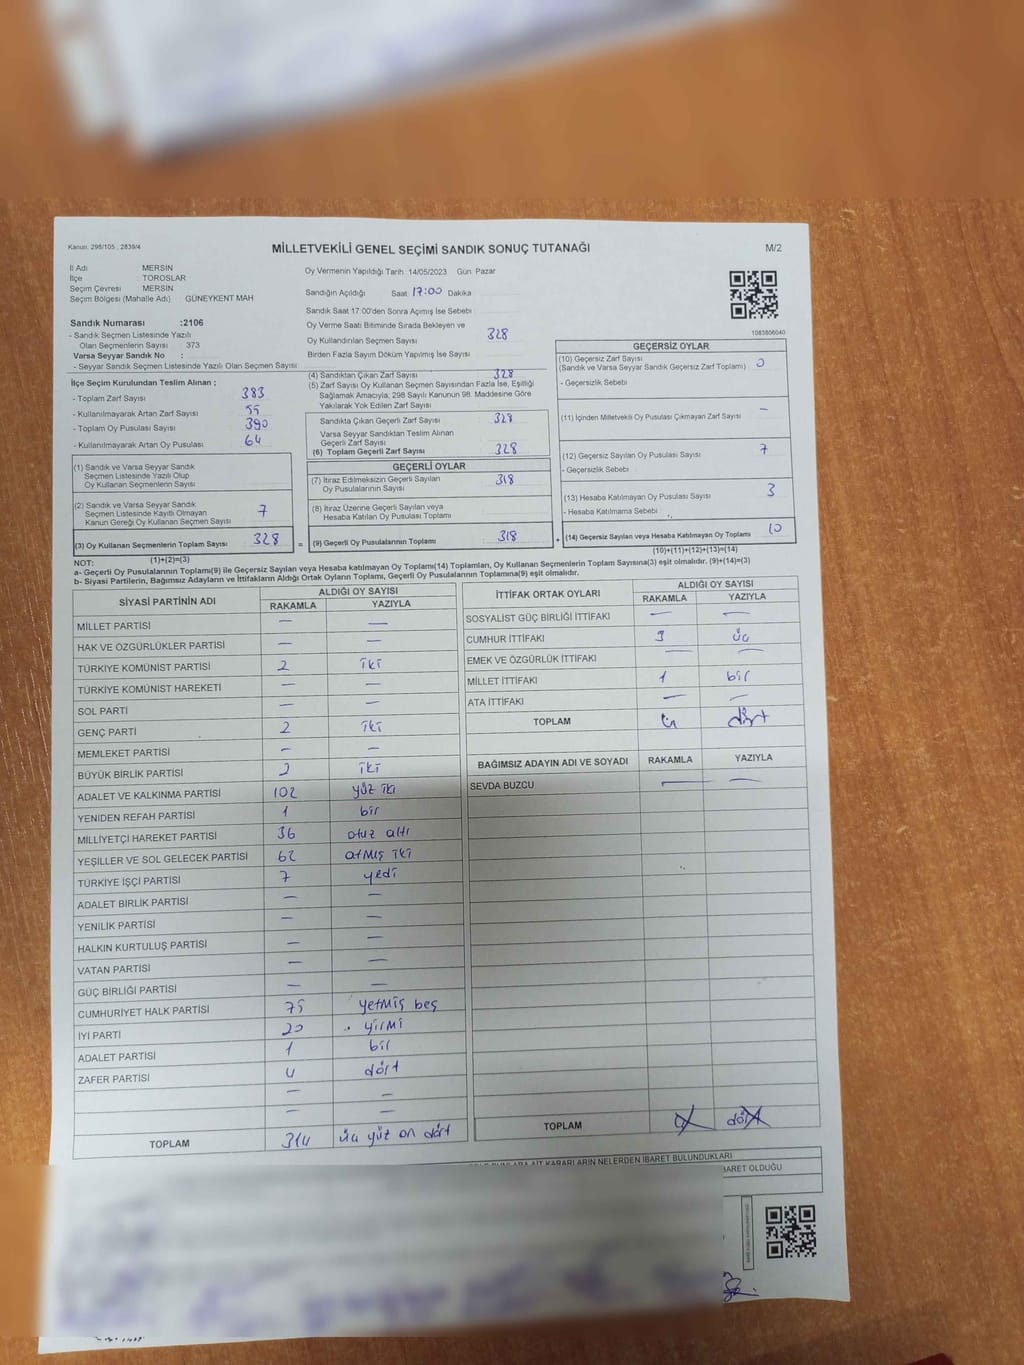 Kanun. 298/105 , 2839/4
MİLLETVEKİLİ GENEL SEÇİMİ SANDIK SONUÇ TUTANAĞI
M/2
İl Adı MERSİN
İlçe TOROSLAR
Seçim Çevresi MERSİN
Seçim Bölgesi (Mahalle Adı) GÜNEYKENT MAH
Oy Vermenin Yapıldığı Tarih 14/05/2023 Gün Pazar
Sandığın Açıldığı Saat 17:00 Dakika
Sandık Saat 17:00'den Sonra Açımış İse Sebebi
Oy Verme Saati Bitiminde Sırada Bekleyen ve
Oy Kullandırılan Seçmen Sayısı 328
Birden Fazla Sayım Döküm Yapılmış İse Sayısı
1083806040
Sandık Numarası :2106
- Sandık Seçmen Listesinde Yazılı
Olan Seçmenlerin Sayısı 373
Varsa Seyyar Sandık No :
- Seyyar Sandık Seçmen Listesinde Yazılı Olan Seçmen Sayısı
İlçe Seçim Kurulundan Teslim Alınan ;
- Toplam Zarf Sayısı 383
- Kullanılmayarak Artan Zarf Sayısı 55
- Toplam Oy Pusulası Sayısı 390
- Kullanılmayarak Artan Oy Pusulası 64
(1) Sandık ve Varsa Seyyar Sandık
Seçmen Listesinde Yazılı Olup
Oy Kullanan Seçmenlerin Sayısı
(2) Sandık ve Varsa Seyyar Sandık
Seçmen Listesinde Kayıtlı Olmayan
Kanun Gereği Oy Kullanan Seçmen Sayısı 7
(3) Oy Kullanan Seçmenlerin Toplam Sayısı 328 =
(1)+(2)=(3)
(4) Sandıktan Çıkan Zarf Sayısı 328
(5) Zarf Sayısı Oy Kullanan Seçmen Sayısından Fazla İse, Eşitliği
Sağlamak Amacıyla, 298 Sayılı Kanunun 98. Maddesine Göre
Yakılarak Yok Edilen Zarf Sayısı
Sandıkta Çıkan Geçerli Zarf Sayısı 328
Varsa Seyyar Sandıktan Teslim Alınan
Geçerli Zarf Sayısı
(6) Toplam Geçerli Zarf Sayısı 328
GEÇERLİ OYLAR
(7) İtiraz Edilmeksizin Geçerli Sayılan
Oy Pusulalarının Sayısı 318
(8) İtiraz Üzerine Geçerli Sayılan veya
Hesaba Katılan Oy Pusulası Toplamı
(9) Geçerli Oy Pusulalarının Toplamı 318 +
GEÇERSİZ OYLAR
(10) Geçersiz Zarf Sayısı
(Sandık ve Varsa Seyyar Sandık Geçersiz Zarf Toplamı) 0
- Geçersizlik Sebebi
(11) İçinden Milletvekili Oy Pusulası Çıkmayan Zarf Sayısı —
(12) Geçersiz Sayılan Oy Pusulası Sayısı 7
- Geçersizlik Sebebi
(13) Hesaba Katılmayan Oy Pusulası Sayısı 3
- Hesaba Katılmama Sebebi
(14) Geçersiz Sayılan veya Hesaba Katılmayan Oy Toplamı 10
(10)+(11)+(12)+(13)=(14)
NOT:
a- Geçerli Oy Pusulalarının Toplamı(9) ile Geçersiz Sayılan veya Hesaba katılmayan Oy Toplamı(14) Toplamları, Oy Kullanan Seçmenlerin Toplam Sayısına(3) eşit olmalıdır. (9)+(14)=(3)
b- Siyasi Partilerin, Bağımsız Adayların ve İttifakların Aldığı Ortak Oyların Toplamı, Geçerli Oy Pusulalarının Toplamına(9) eşit olmalıdır.
SİYASİ PARTİNİN ADI ALDIĞI OY SAYISI
RAKAMLA YAZIYLA
MİLLET PARTİSİ — —
HAK VE ÖZGÜRLÜKLER PARTİSİ — —
TÜRKİYE KOMÜNİST PARTİSİ 2 iki
TÜRKİYE KOMÜNİST HAREKETİ — —
SOL PARTİ — —
GENÇ PARTİ 2 iki
MEMLEKET PARTİSİ — —
BÜYÜK BİRLİK PARTİSİ 2 iki
ADALET VE KALKINMA PARTİSİ 102 yüz iki
YENİDEN REFAH PARTİSİ 1 bir
MİLLİYETÇİ HAREKET PARTİSİ 36 otuz altı
YEŞİLLER VE SOL GELECEK PARTİSİ 62 atmış iki
TÜRKİYE İŞÇİ PARTİSİ 7 yedi
ADALET BİRLİK PARTİSİ — —
YENİLİK PARTİSİ — —
HALKIN KURTULUŞ PARTİSİ — —
VATAN PARTİSİ — —
GÜÇ BİRLİĞİ PARTİSİ — —
CUMHURİYET HALK PARTİSİ 75 yetmiş beş
İYİ PARTİ 20 yirmi
ADALET PARTİSİ 1 bir
ZAFER PARTİSİ 4 dört
— —
— —
TOPLAM 314 üç yüz on dört
İTTİFAK ORTAK OYLARI ALDIĞI OY SAYISI
RAKAMLA YAZIYLA
SOSYALİST GÜÇ BİRLİĞİ İTTİFAKI — —
CUMHUR İTTİFAKI 3 üç
EMEK VE ÖZGÜRLÜK İTTİFAKI — —
MİLLET İTTİFAKI 1 bir
ATA İTTİFAKI — —
TOPLAM dört
BAĞIMSIZ ADAYIN ADI VE SOYADI RAKAMLA YAZIYLA
SEVDA BUZCU — —
TOPLAM
KARARLARIN NELERDEN İBARET BULUNDUKLARI
BARET OLDUĞU